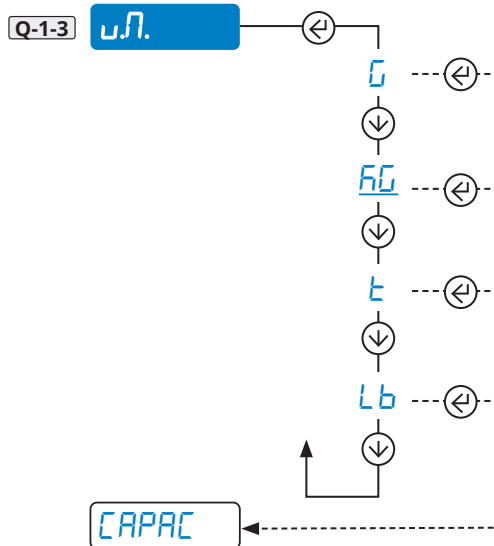 Q-1-3 u.M.
G
KG
t
Lb
CAPAC